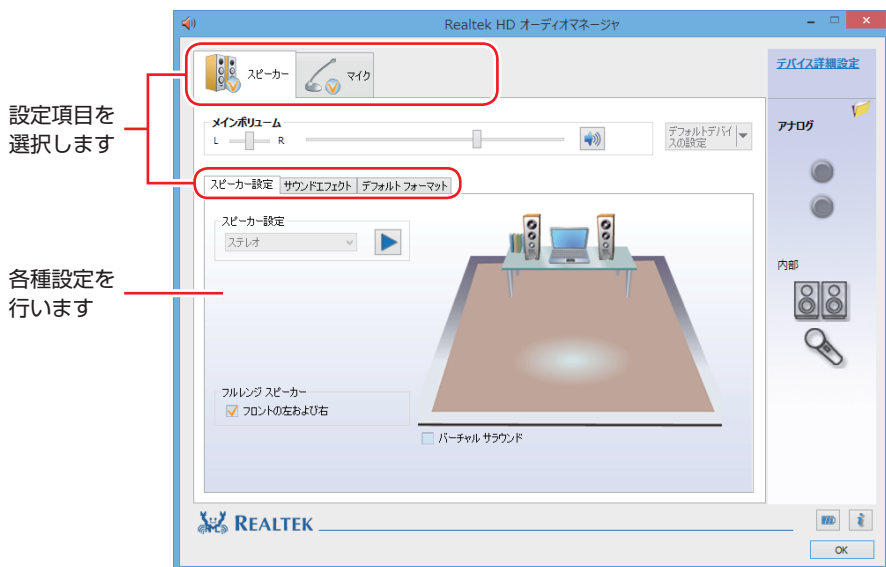 Realtek HD オーディオマネージャ
スピーカー
マイク
デバイス詳細設定
設定項目を
選択します
メインボリューム
L
R
デフォルトデバイ
スの設定
アナログ
スピーカー設定
サウンドエフェクト
デフォルト フォーマット
スピーカー設定
ステレオ
各種設定を
行います
内部
フルレンジ スピーカー
フロントの左および右
バーチャル サラウンド
REALTEK
OK